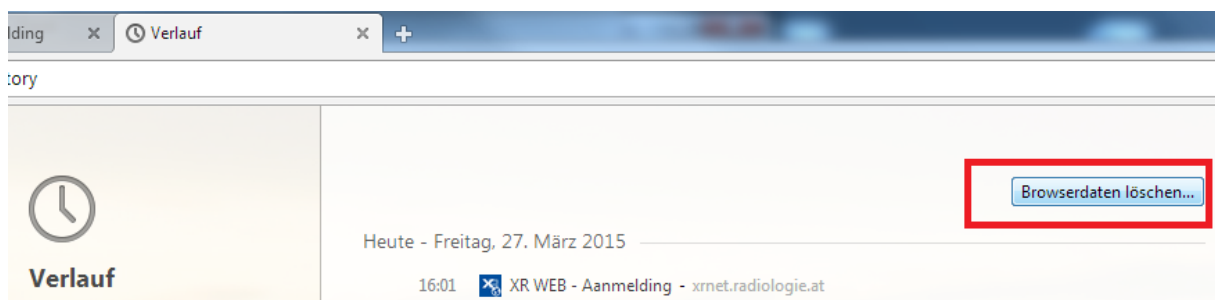 lding × Verlauf × +
tory
Browserdaten löschen...
Heute - Freitag, 27. März 2015
Verlauf
16:01 XR WEB - Aanmelding - xrnet.radiologie.at